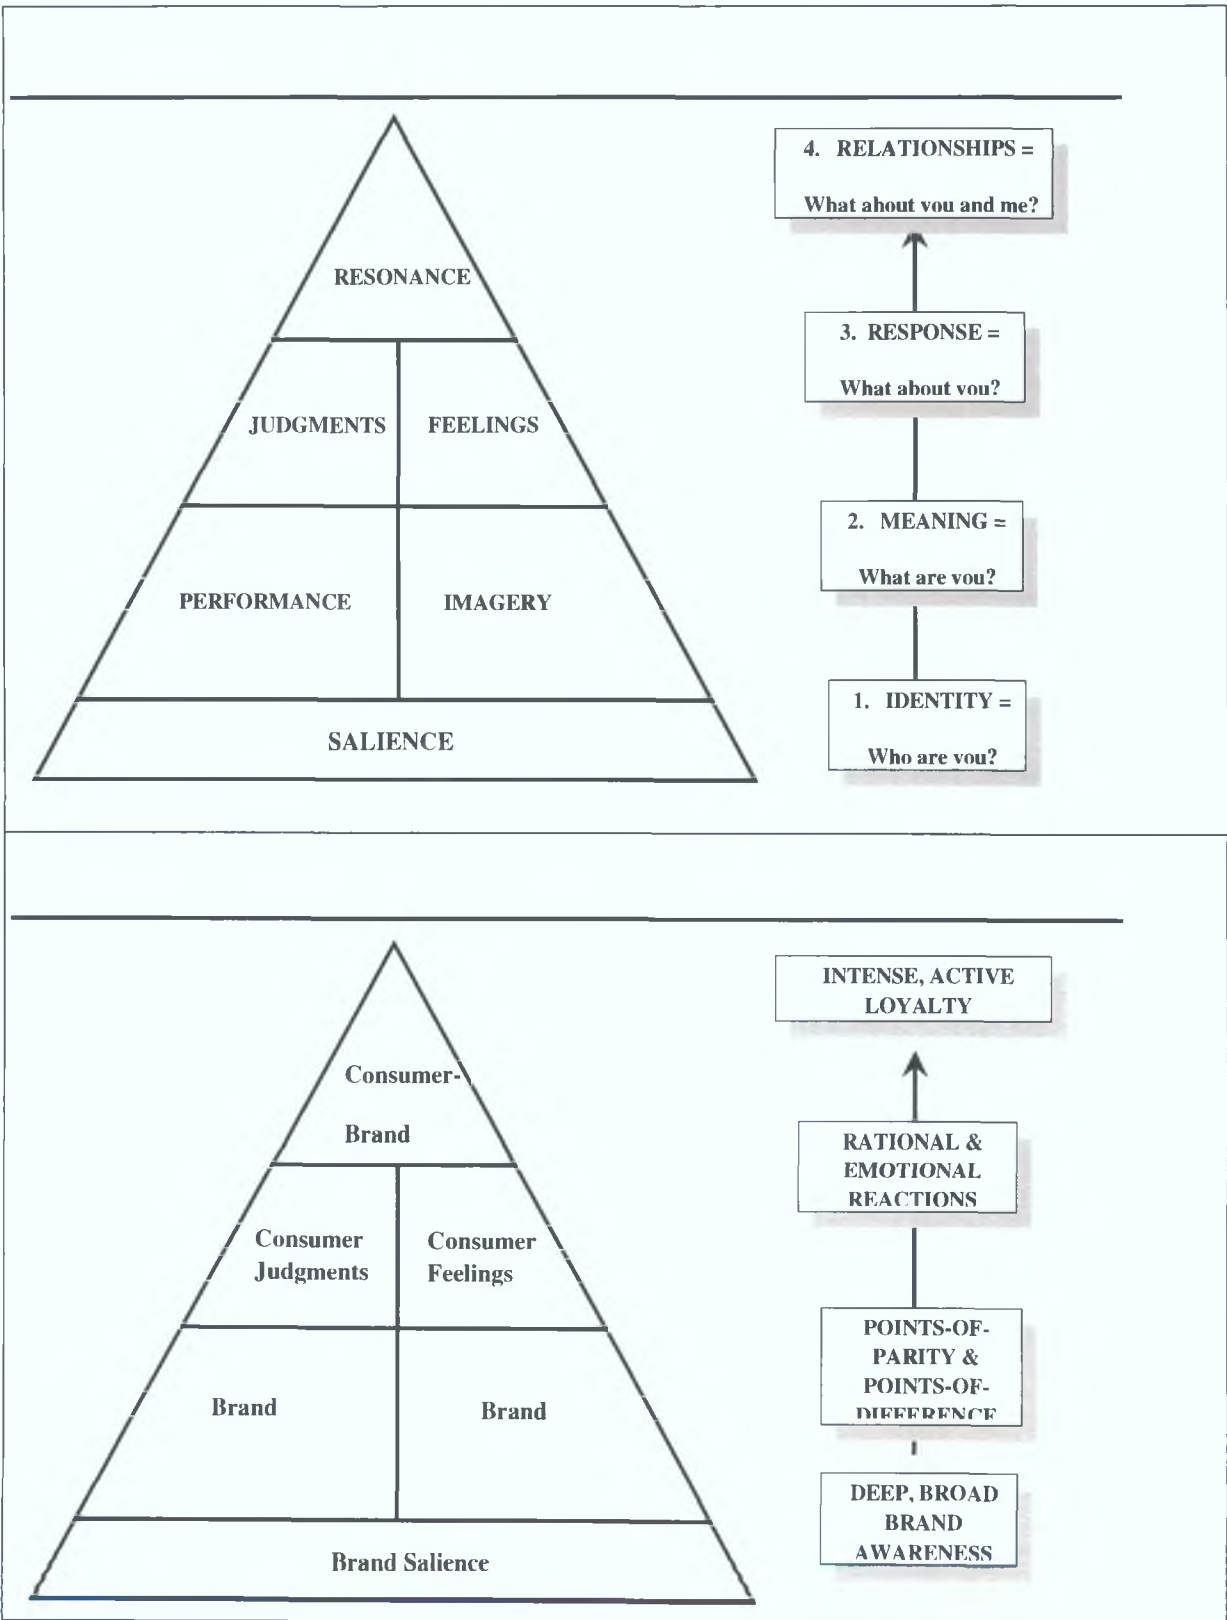 RESONANCE
JUDGMENTS
FEELINGS
PERFORMANCE
IMAGERY
SALIENCE
4. RELATIONSHIPS =
What ahout you and me?
3. RESPONSE =
What about you?
2. MEANING =
What are you?
1. IDENTITY =
Who are you?
Consumer-
Brand
Consumer
Judgments
Consumer
Feelings
Brand
Brand
Brand Salience
INTENSE, ACTIVE
LOYALTY
RATIONAL &
EMOTIONAL
REACTIONS
POINTS-OF-
PARITY &
POINTS-OF-
DIFFERENCE
DEEP, BROAD
BRAND
AWARENESS